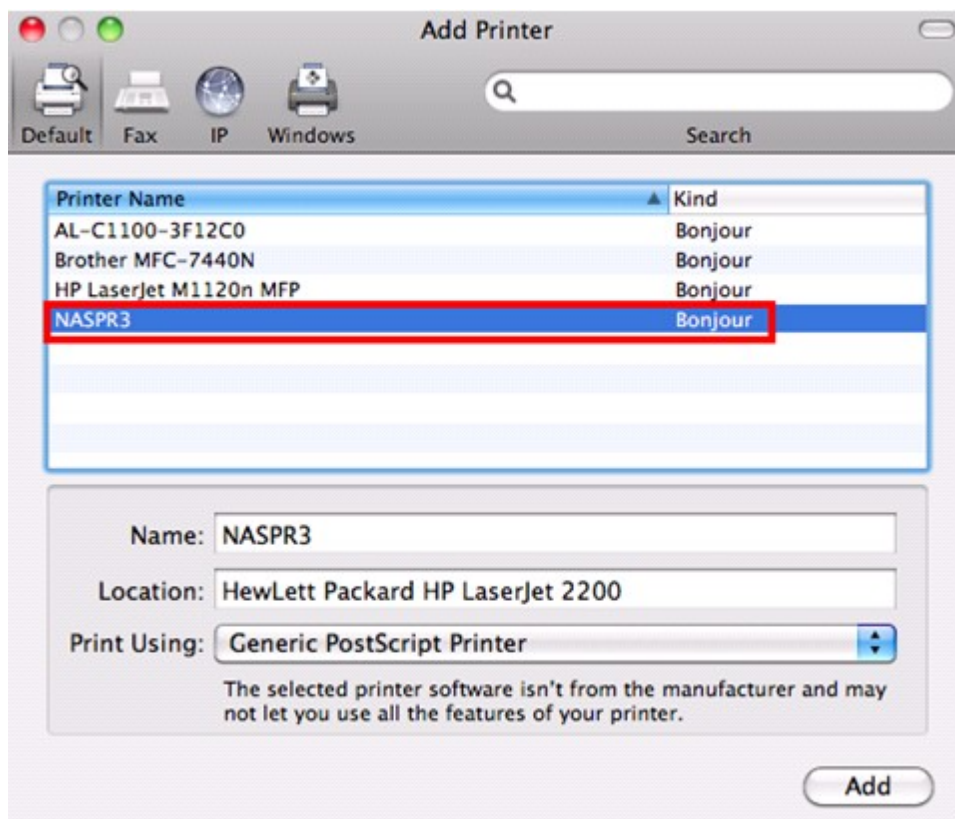 Add Printer
Default Fax IP Windows Search
Printer Name Kind
AL-C1100-3F12C0 Bonjour
Brother MFC-7440N Bonjour
HP LaserJet M1120n MFP Bonjour
NASPR3 Bonjour
Name: NASPR3
Location: HewLett Packard HP LaserJet 2200
Print Using: Generic PostScript Printer
The selected printer software isn't from the manufacturer and may
not let you use all the features of your printer.
Add